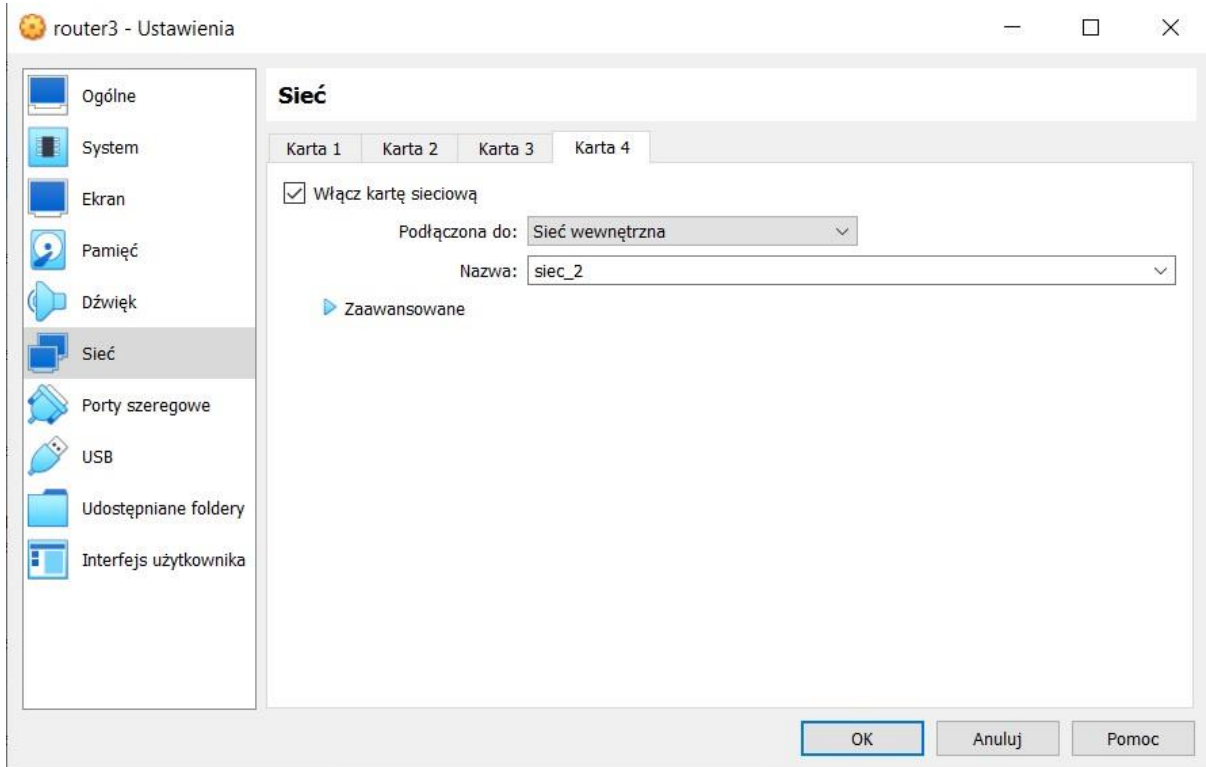 router3 - Ustawienia
Ogólne
System
Ekran
Pamięć
Dźwięk
Sieć
Porty szeregowe
USB
Udostępniane foldery
Interfejs użytkownika
Sieć
Karta 1 Karta 2 Karta 3 Karta 4
Włącz kartę sieciową
Podłączona do: Sieć wewnętrzna
Nazwa: siec_2
Zaawansowane
OK Anuluj Pomoc